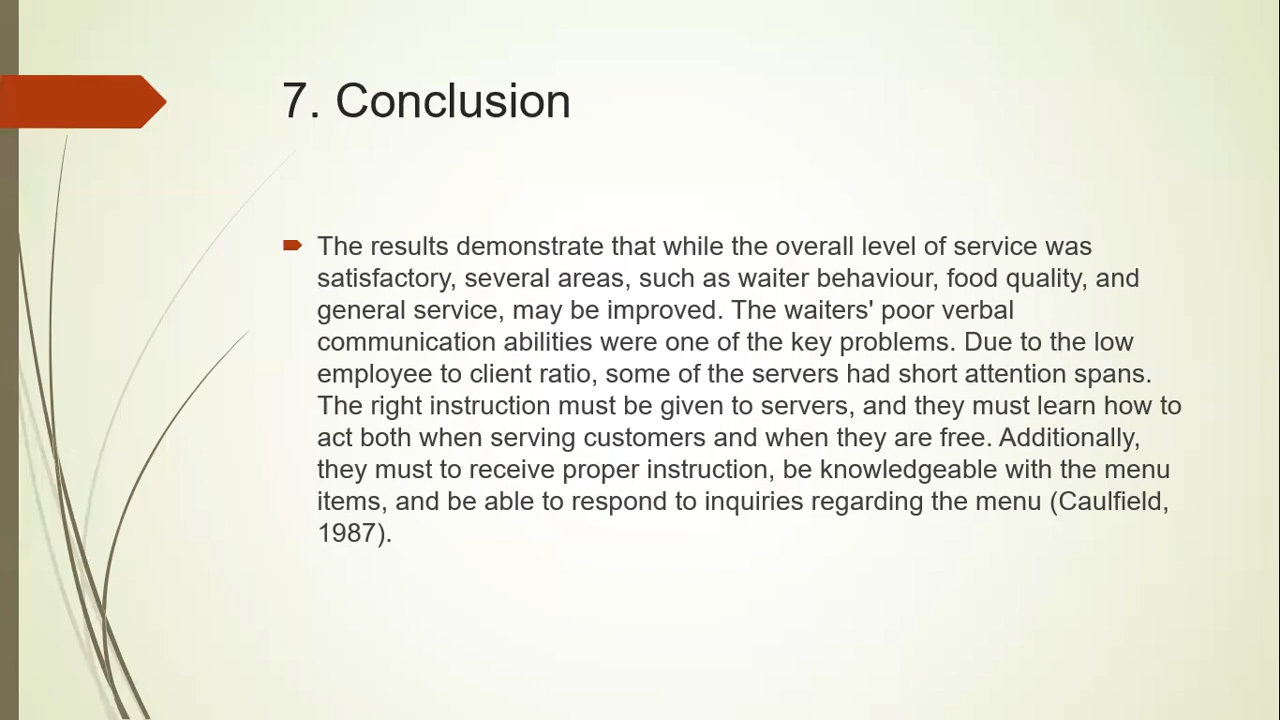 7. Conclusion
The results demonstrate that while the overall level of service was
satisfactory, several areas, such as waiter behaviour, food quality, and
general service, may be improved. The waiters' poor verbal
communication abilities were one of the key problems. Due to the low
employee to client ratio, some of the servers had short attention spans.
The right instruction must be given to servers, and they must learn how to
act both when serving customers and when they are free. Additionally,
they must to receive proper instruction, be knowledgeable with the menu
items, and be able to respond to inquiries regarding the menu (Caulfield,
1987).